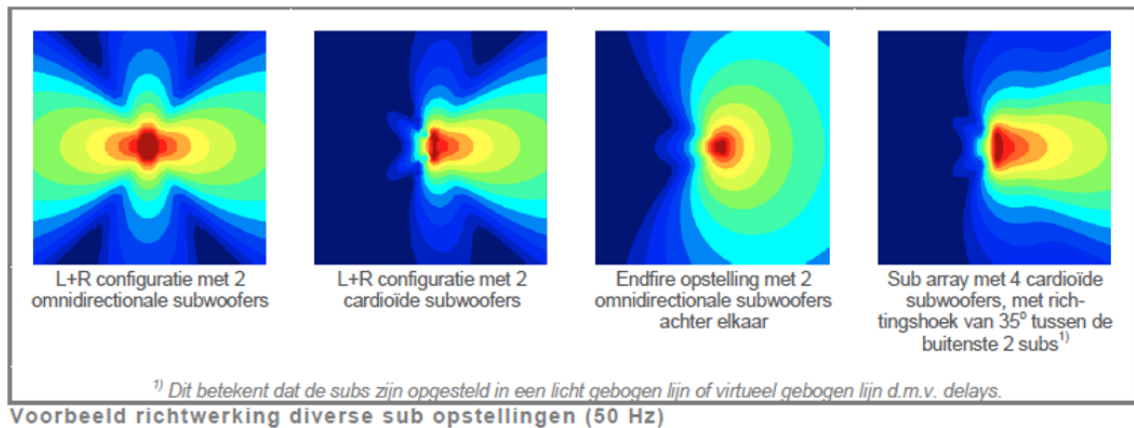 L+R configuratie met 2
omnidirectionale subwoofers
L+R configuratie met 2
cardioïde subwoofers
Endfire opstelling met 2
omnidirectionale subwoofers
achter elkaar
Sub array met 4 cardioïde
subwoofers, met rich-
tingshoek van 35° tussen de
buitenste 2 subs1)
1) Dit betekent dat de subs zijn opgesteld in een licht gebogen lijn of virtueel gebogen lijn d.m.v. delays.
Voorbeeld richtwerking diverse sub opstellingen (50 Hz)